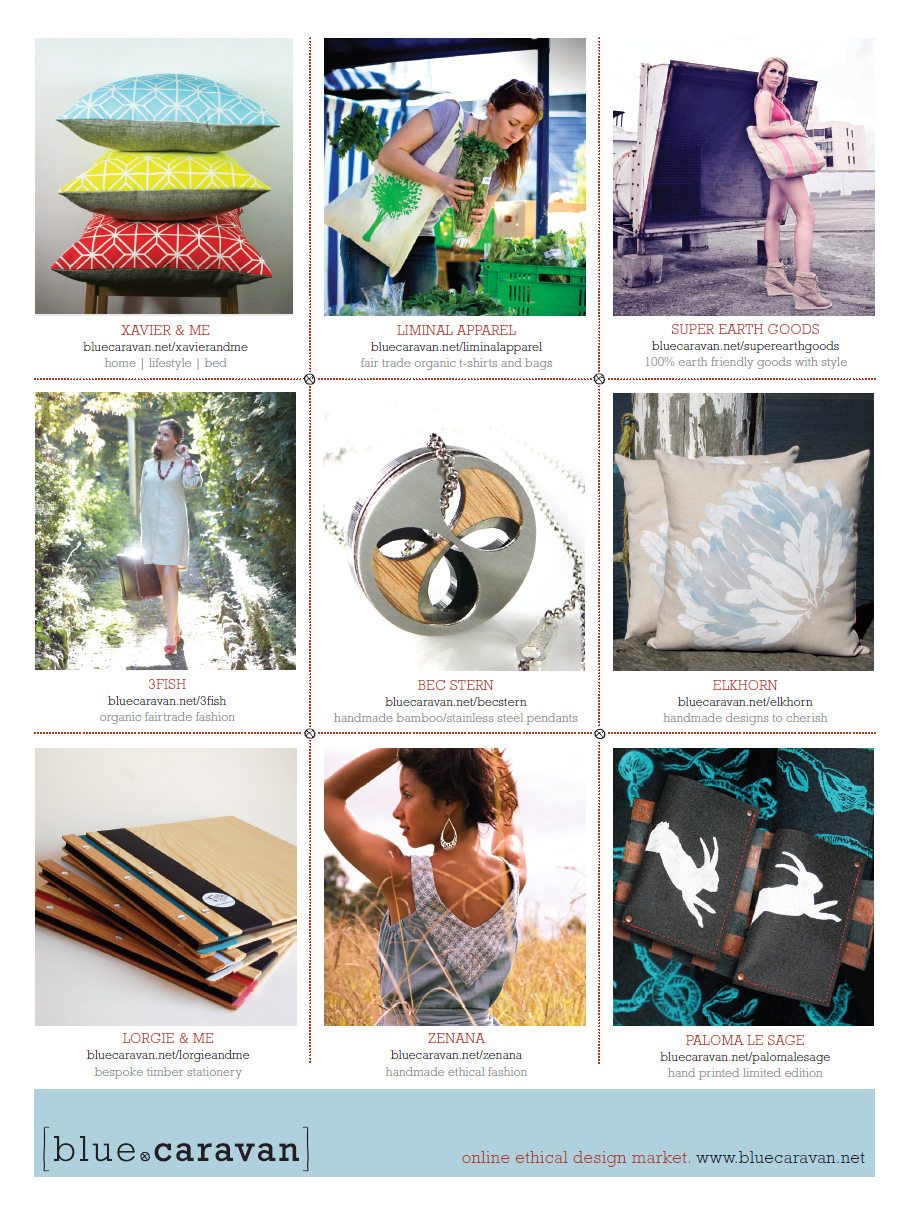 XAVIER & ME
bluecaravan.net/xavierandme
home | lifestyle | bed
LIMINAL APPAREL
bluecaravan.net/liminalapparel
fair trade organic t-shirts and bags
SUPER EARTH GOODS
bluecaravan.net/superearthgoods
100% earth friendly goods with style
3FISH
bluecaravan.net/3fish
organic fairtrade fashion
BEC STERN
bluecaravan.net/becstern
handmade bamboo/stainless steel pendants
ELKHORN
bluecaravan.net/elkhorn
handmade designs to cherish
LORGIE & ME
bluecaravan.net/lorgieandme
bespoke timber stationery
ZENANA
bluecaravan.net/zenana
handmade ethical fashion
PALOMA LE SAGE
bluecaravan.net/palomalesage
hand printed limited edition
[blue caravan]
online ethical design market. www.bluecaravan.net